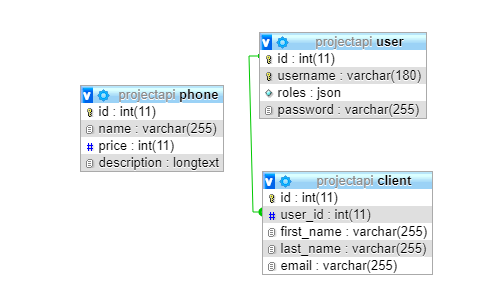 projectapi user
id : int(11)
username : varchar(180)
roles : json
password : varchar(255)
projectapi phone
id : int(11)
name : varchar(255)
# price : int(11)
description : longtext
projectapi client
id : int(11)
# user_id : int(11)
first_name : varchar(255)
last_name : varchar(255)
email : varchar(255)